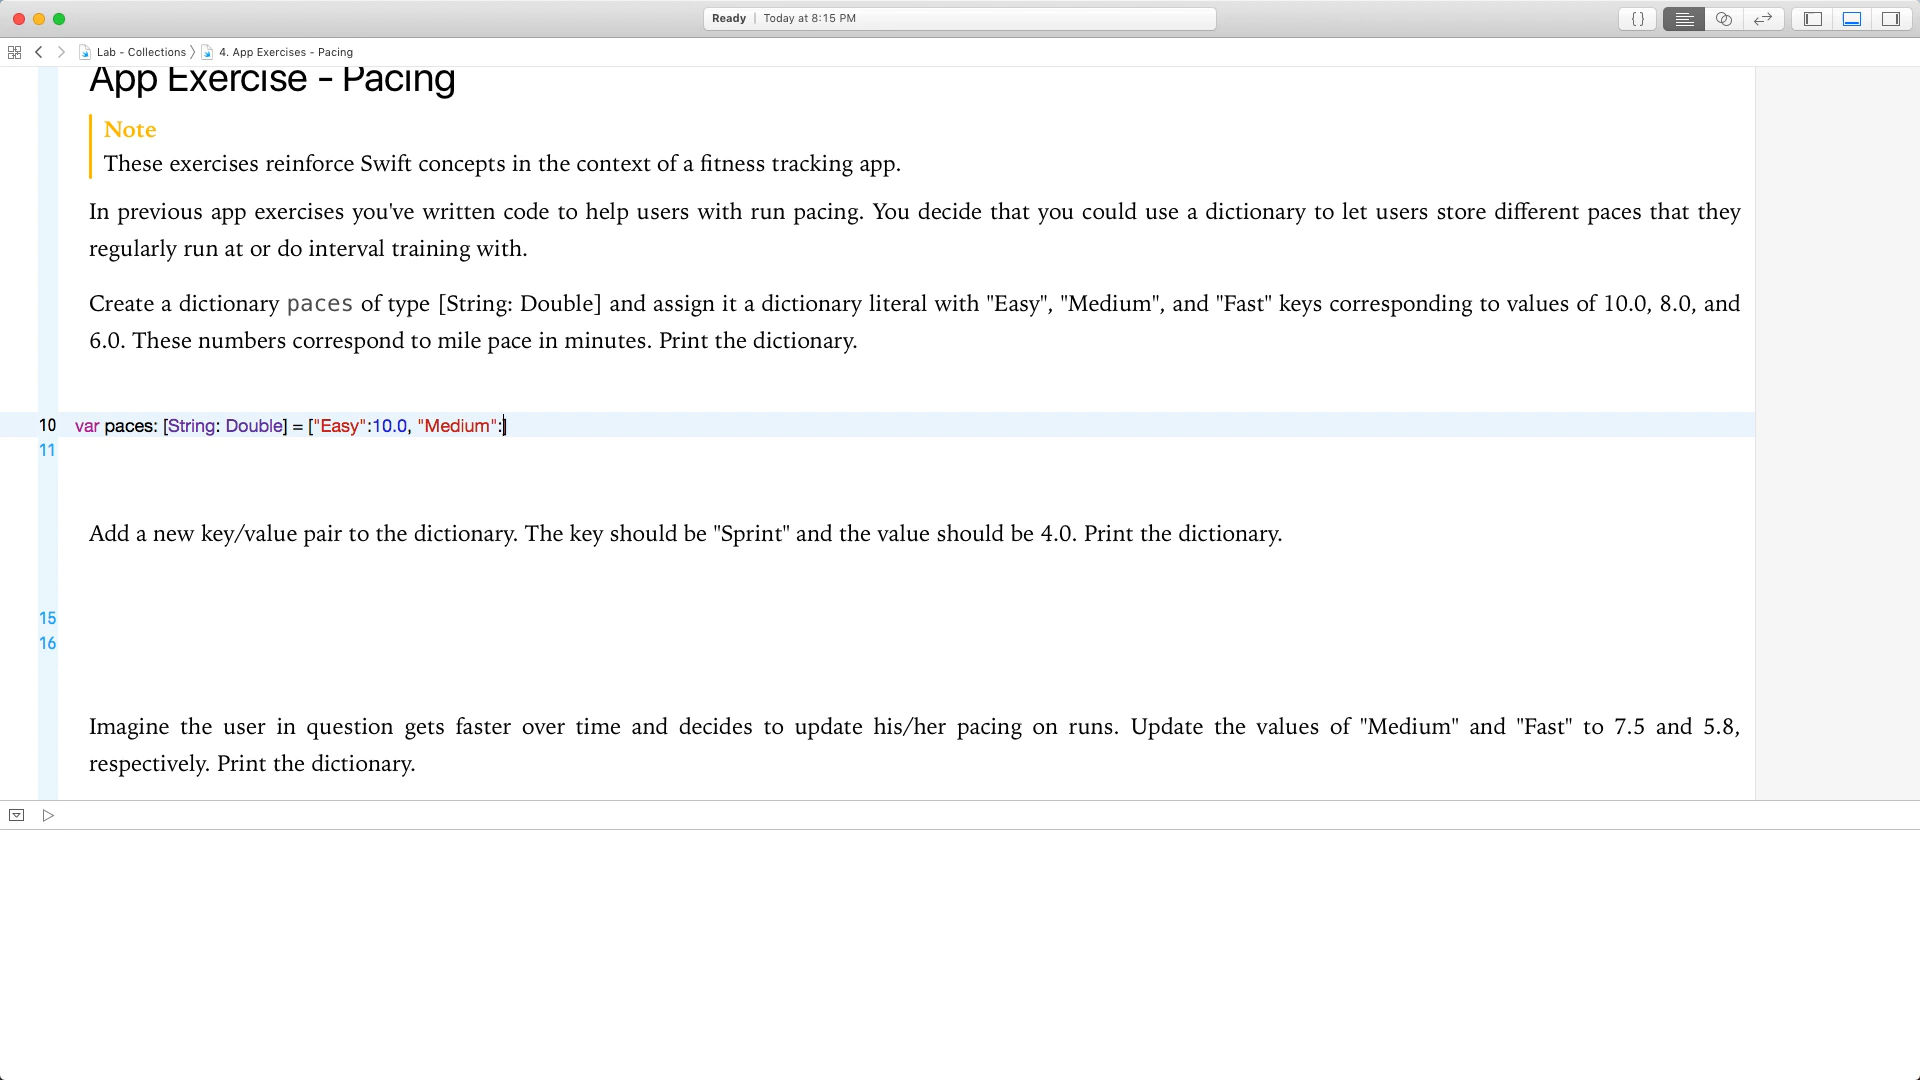 Ready | Today at 8:15 PM
{ }
Lab - Collections 〉 4. App Exercises - Pacing
App Exercise - Pacing
Note
These exercises reinforce Swift concepts in the context of a fitness tracking app.
In previous app exercises you've written code to help users with run pacing. You decide that you could use a dictionary to let users store different paces that they
regularly run at or do interval training with.
Create a dictionary paces of type [String: Double] and assign it a dictionary literal with "Easy", "Medium", and "Fast" keys corresponding to values of 10.0, 8.0, and
6.0. These numbers correspond to mile pace in minutes. Print the dictionary.
10 var paces: [String: Double] = ["Easy":10.0, "Medium":]
11
Add a new key/value pair to the dictionary. The key should be "Sprint" and the value should be 4.0. Print the dictionary.
15
16
Imagine the user in question gets faster over time and decides to update his/her pacing on runs. Update the values of "Medium" and "Fast" to 7.5 and 5.8,
respectively. Print the dictionary.